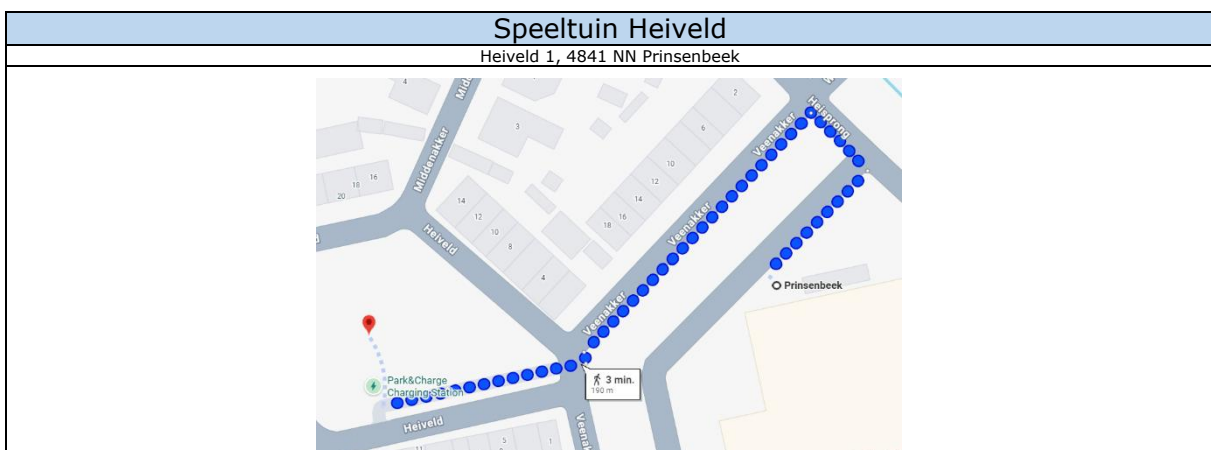 Speeltuin Heiveld
Heiveld 1, 4841 NN Prinsenbeek
4
2
Heisprong
3
6
Veenakker
Middenakker
10
16
18
20
12
14
14
16
12
18
Veenakker
Heiveld
10
8
4
Prinsenbeek
Veenakker
Park&Charge
Charging Station
3 min.
190 m
Heiveld
5
1